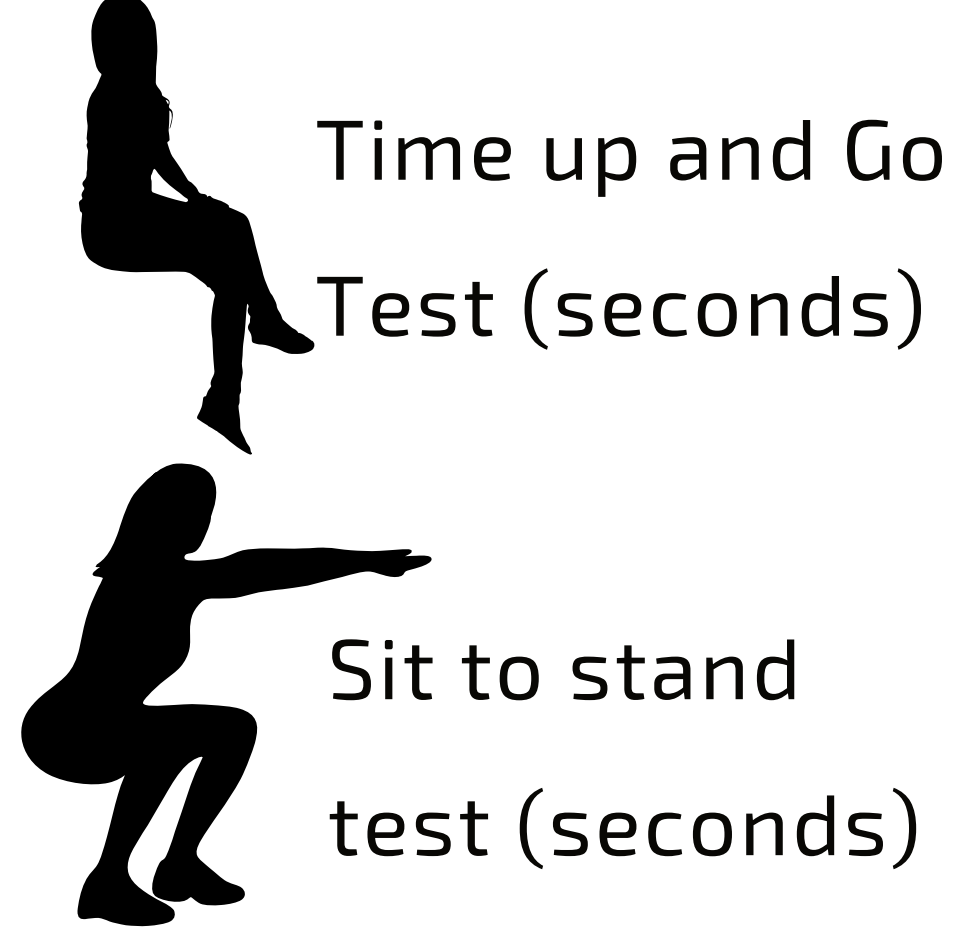 Time up and Go
Test (seconds)
Sit to stand
test (seconds)